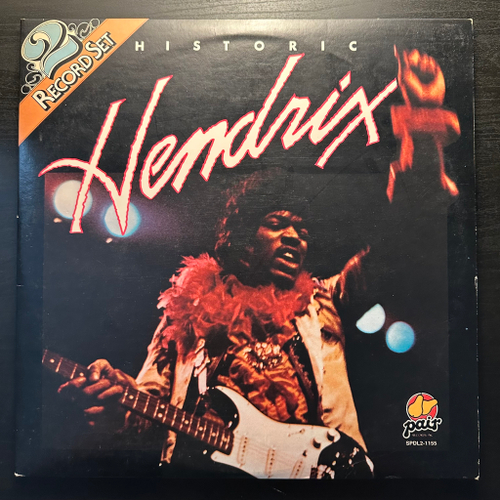 2
RECORD SET
HISTORIC
Hendrix
pair
SPDL2-1155